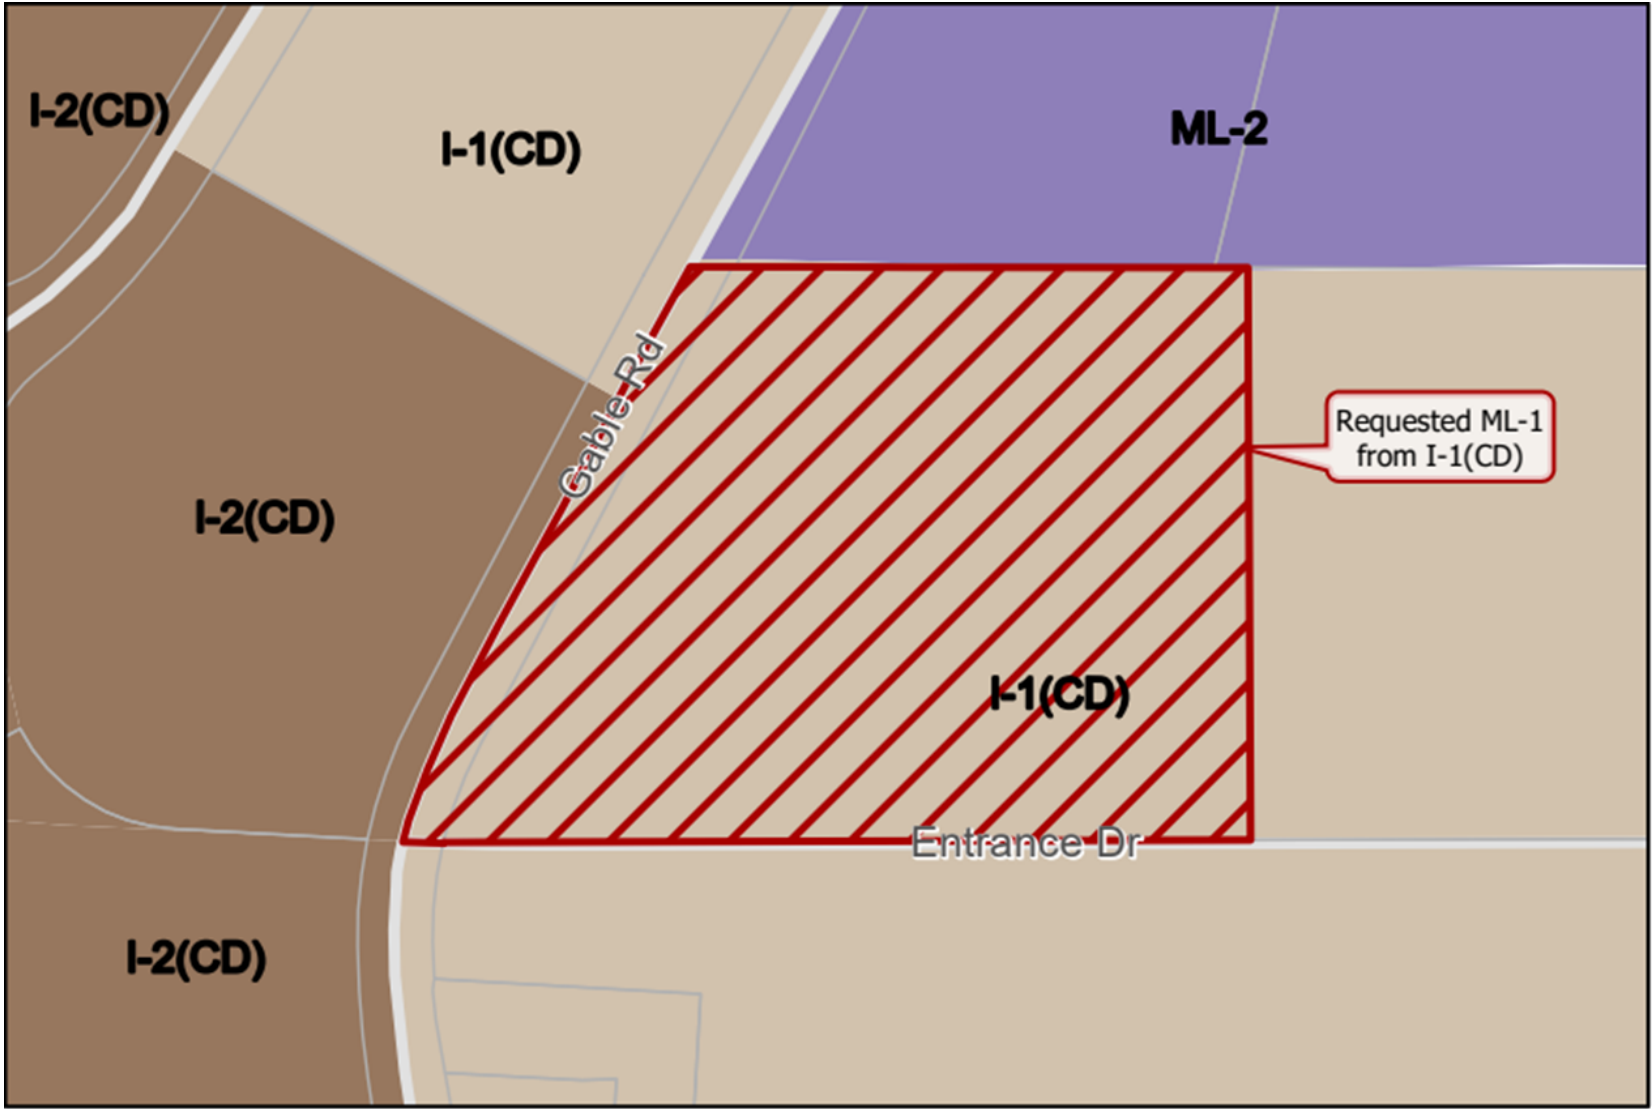 I-2(CD)
I-1(CD)
ML-2
Gable Rd
Requested ML-1
from I-1(CD)
I-2(CD)
I-1(CD)
Entrance Dr
I-2(CD)